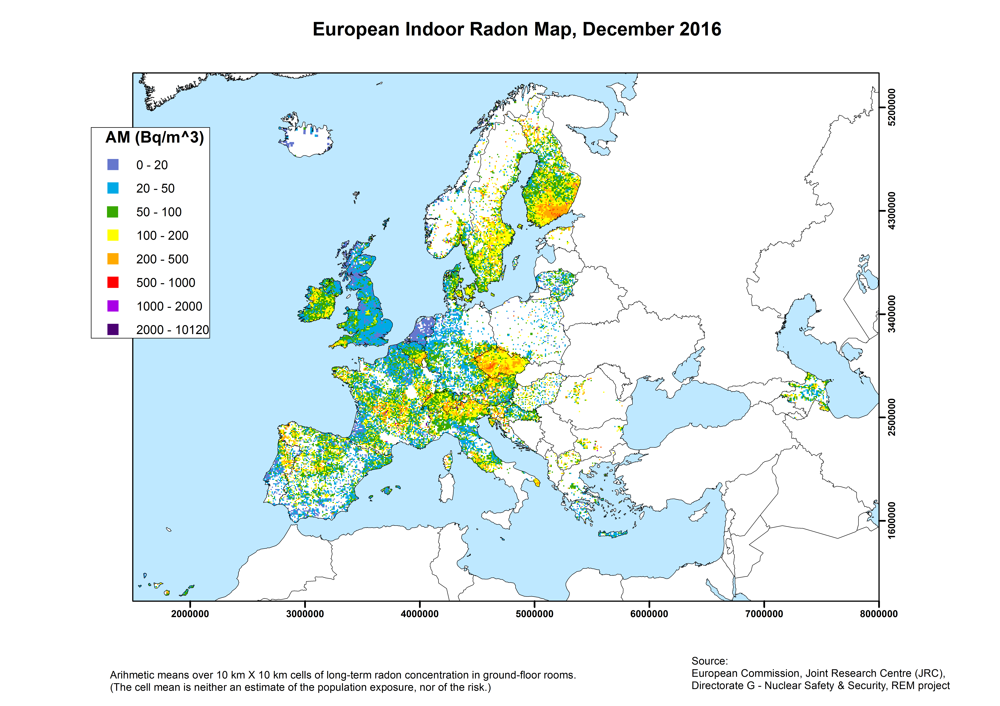 European Indoor Radon Map, December 2016
AM (Bq/m^3)
0 - 20
20 - 50
50 - 100
100 - 200
200 - 500
500 - 1000
1000 - 2000
2000 - 10120
5200000
4300000
3400000
2500000
1600000
2000000 3000000 4000000 5000000 6000000 7000000 8000000
Arihmetic means over 10 km X 10 km cells of long-term radon concentration in ground-floor rooms.
(The cell mean is neither an estimate of the population exposure, nor of the risk.)
Source:
European Commission, Joint Research Centre (JRC),
Directorate G - Nuclear Safety & Security, REM project